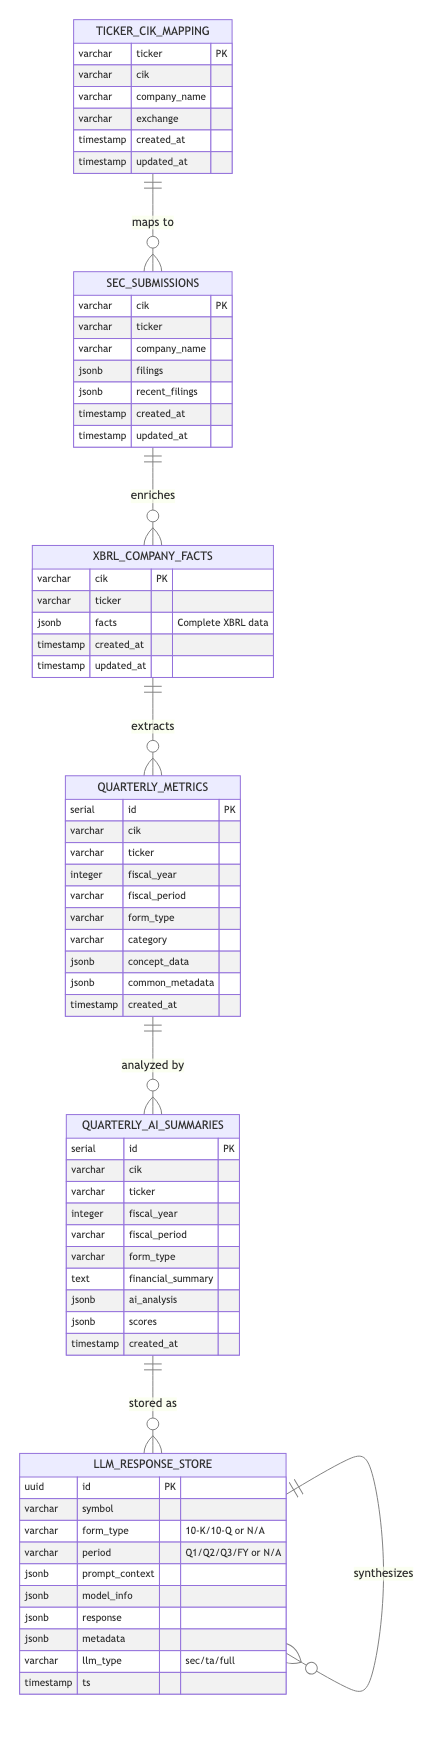 TICKER_CIK_MAPPING
varchar ticker PK
varchar cik
varchar company_name
varchar exchange
timestamp created_at
timestamp updated_at
maps to
SEC_SUBMISSIONS
varchar cik PK
varchar ticker
varchar company_name
jsonb filings
jsonb recent_filings
timestamp created_at
timestamp updated_at
enriches
XBRL_COMPANY_FACTS
varchar cik PK
varchar ticker
jsonb facts Complete XBRL data
timestamp created_at
timestamp updated_at
extracts
QUARTERLY_METRICS
serial id PK
varchar cik
varchar ticker
integer fiscal_year
varchar fiscal_period
varchar form_type
varchar category
jsonb concept_data
jsonb common_metadata
timestamp created_at
analyzed by
QUARTERLY_AI_SUMMARIES
serial id PK
varchar cik
varchar ticker
integer fiscal_year
varchar fiscal_period
varchar form_type
text financial_summary
jsonb ai_analysis
jsonb scores
timestamp created_at
stored as
LLM_RESPONSE_STORE
uuid id PK
varchar symbol
varchar form_type 10-K/10-Q or N/A
varchar period Q1/Q2/Q3/FY or N/A
jsonb prompt_context
jsonb model_info
jsonb response
jsonb metadata
varchar llm_type sec/ta/full
timestamp ts
synthesizes